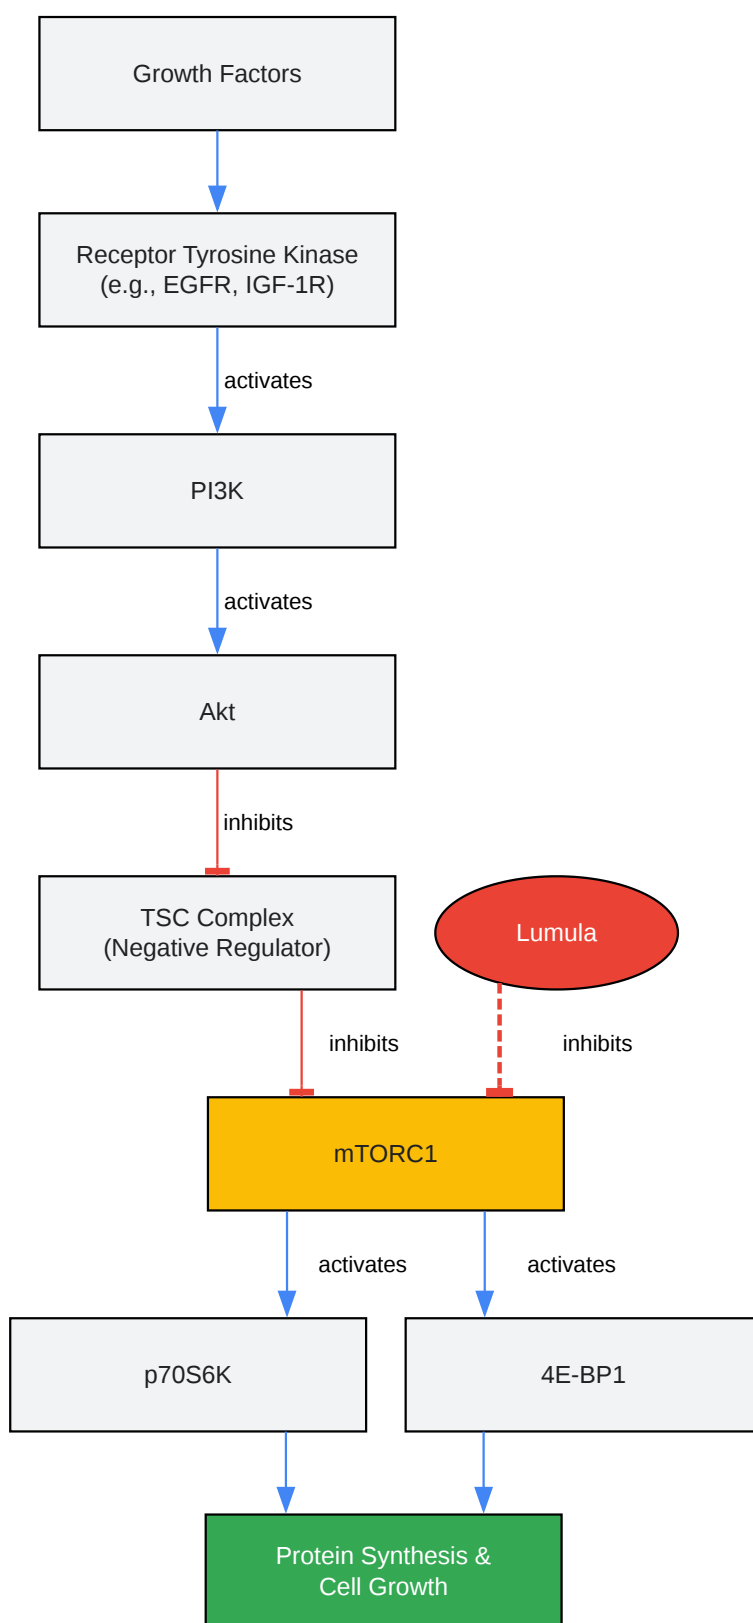 Growth Factors
Receptor Tyrosine Kinase
(e.g., EGFR, IGF-1R)
activates
PI3K
activates
Akt
inhibits
TSC Complex
(Negative Regulator)
Lumula
inhibits
inhibits
mTORC1
activates
activates
p70S6K
4E-BP1
Protein Synthesis &
Cell Growth